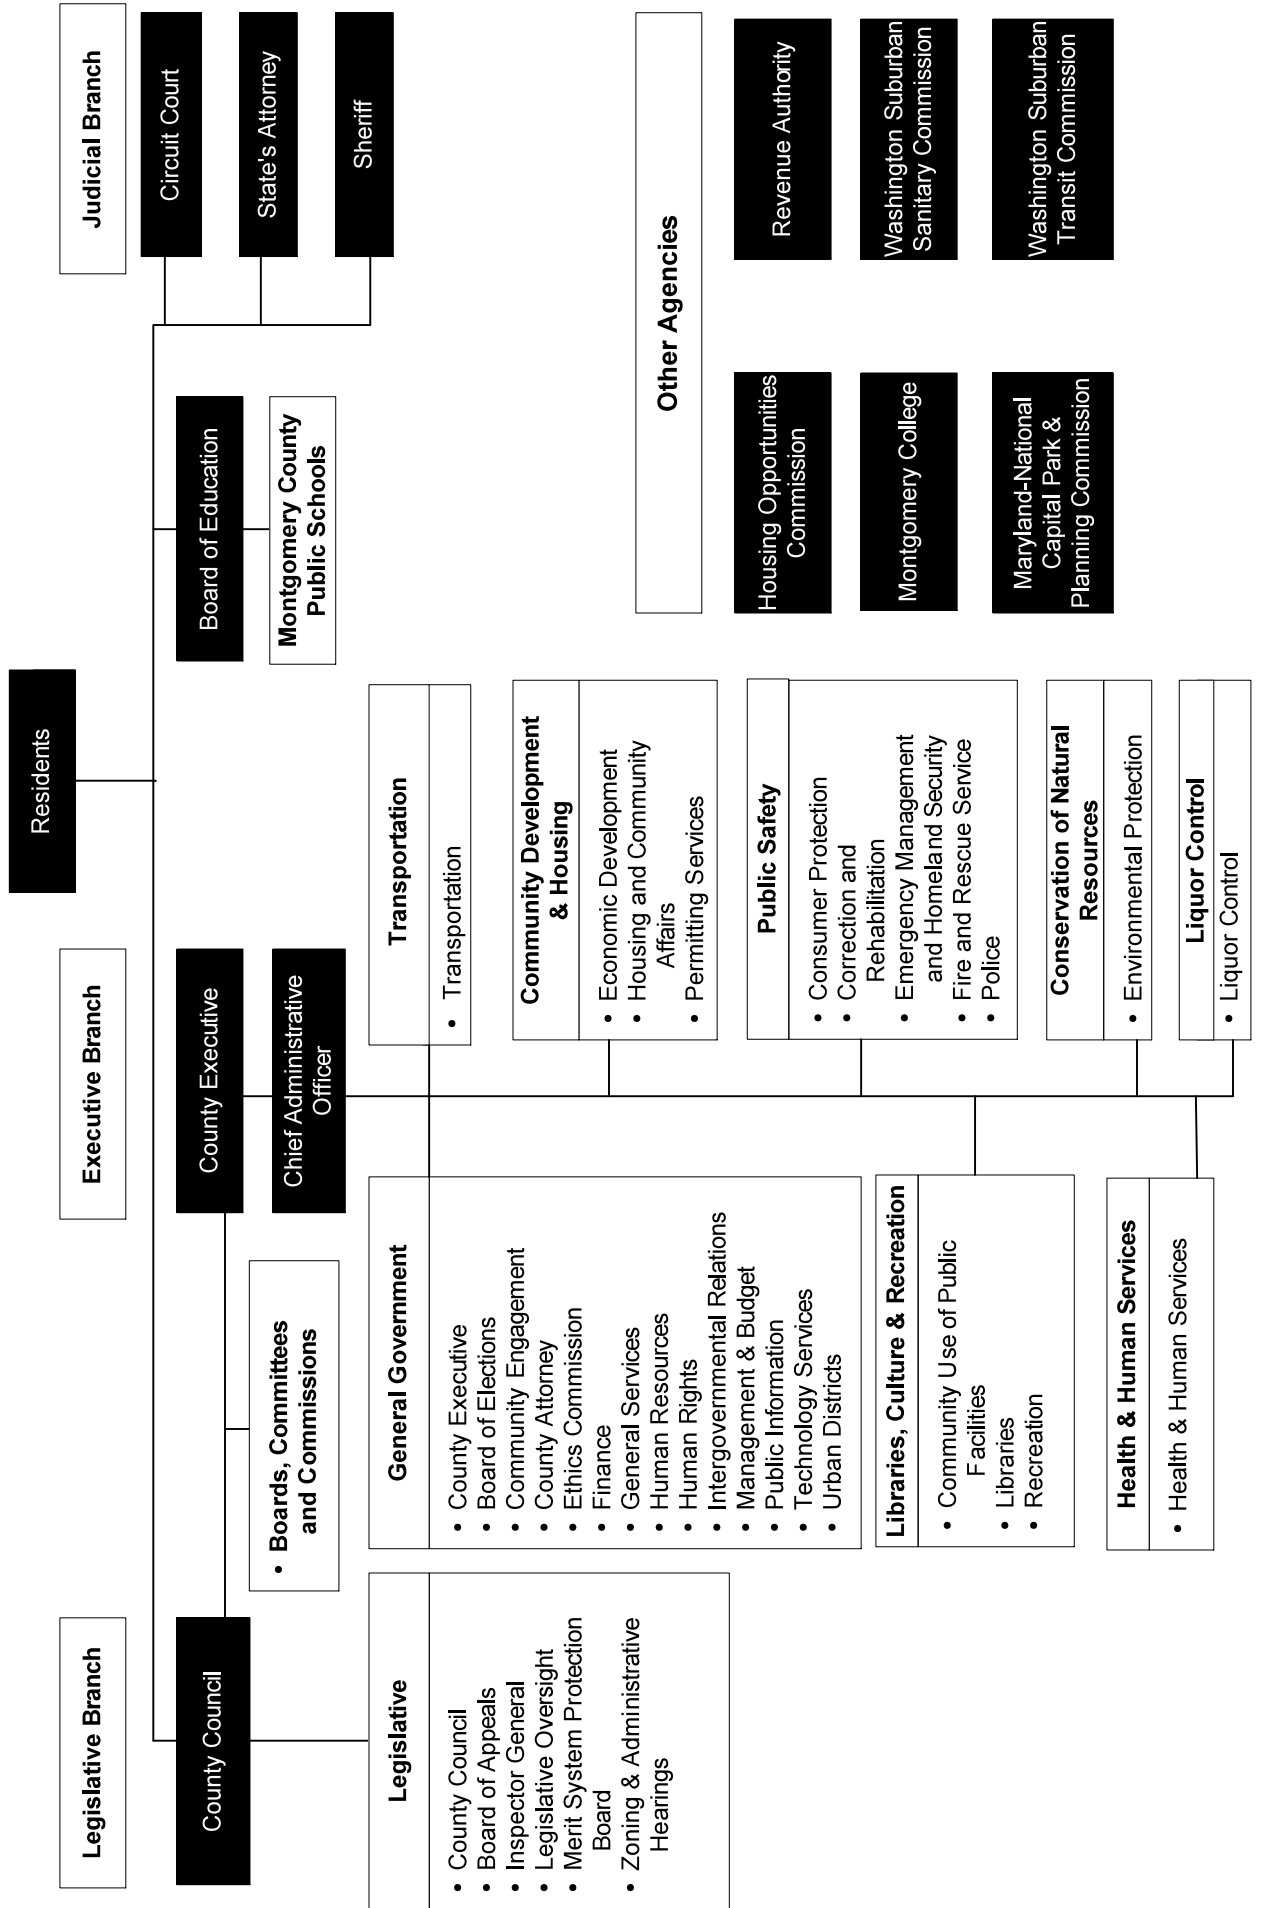 Residents
Legislative Branch
Executive Branch
Judicial Branch
County Council
County Executive
Chief Administrative
Officer
Board of Education
Montgomery County
Public Schools
Circuit Court
State's Attorney
Sheriff
• Boards, Committees
and Commissions
Legislative
• County Council
• Board of Appeals
• Inspector General
• Legislative Oversight
• Merit System Protection
Board
• Zoning & Administrative
Hearings
General Government
• County Executive
• Board of Elections
• Community Engagement
• County Attorney
• Ethics Commission
• Finance
• General Services
• Human Resources
• Human Rights
• Intergovernmental Relations
• Management & Budget
• Public Information
• Technology Services
• Urban Districts
Libraries, Culture & Recreation
• Community Use of Public
Facilities
• Libraries
• Recreation
Health & Human Services
• Health & Human Services
Transportation
• Transportation
Community Development
& Housing
• Economic Development
• Housing and Community
Affairs
• Permitting Services
Public Safety
• Consumer Protection
• Correction and
Rehabilitation
• Emergency Management
and Homeland Security
• Fire and Rescue Service
• Police
Conservation of Natural
Resources
• Environmental Protection
Liquor Control
• Liquor Control
Other Agencies
Housing Opportunities
Commission
Revenue Authority
Montgomery College
Washington Suburban
Sanitary Commission
Maryland-National
Capital Park &
Planning Commission
Washington Suburban
Transit Commission